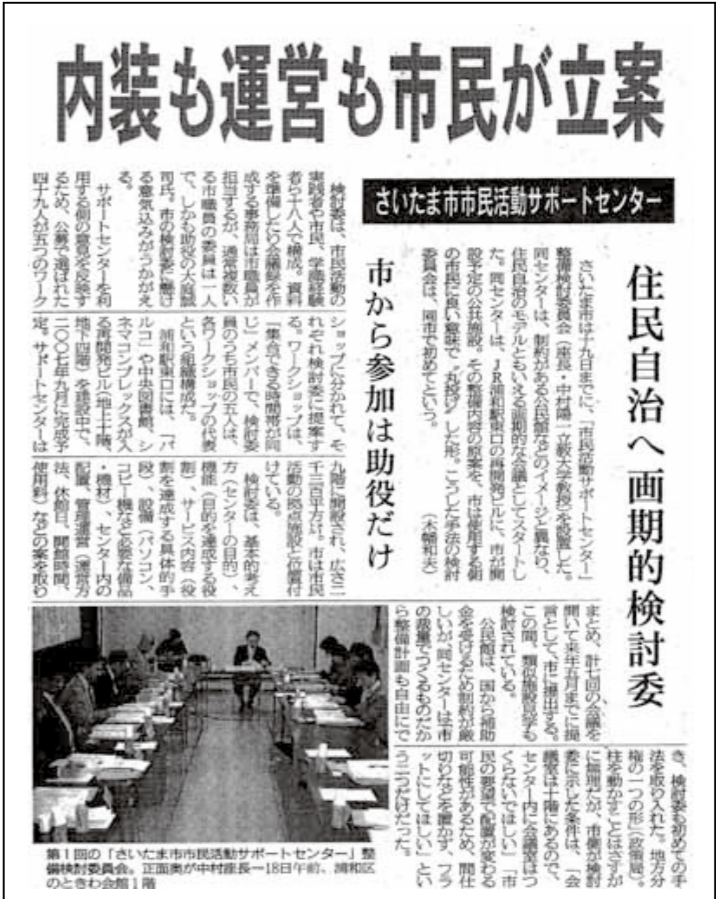 内装も運営も市民が立案
さいたま市市民活動サポートセンター
住民自治へ画期的検討委
市から参加は助役だけ
さいたま市は十九日までに、「市民活動サポートセンター」
整備検討委員会(座長・中村陽一立教大学教授)を設置した。
同センターは、制約がある公民館などのイメージと異なり、
住民自治のモデルともいえる画期的な会議としてスタートし
た。同センターは、JR浦和駅東口の再開発ビルに、市が開
設予定の公共施設。その整備内容の原案を、市は使用する側
の市民に良い意味で“丸投げ”した形。こうした手法の検討
委員会は、同市で初めてという。 (木幡和夫)
検討委は、市民活動の
実践者や市民、学識経験
者ら十八人で構成。資料
を準備したり会議録を作
成する事務局は市職員が
担当するが、通常複数い
る市職員の委員は一人
で、しかも助役の大庭誠
司氏。市の検討委に懸け
る意気込みがうかがえ
る。
サポートセンターを利
用する側の意見を反映す
るため、公募で選ばれた
四十九人が五つのワーク
ショップに分かれて、そ
れぞれ検討委に提案す
る。ワークショップは、
「集合できる時間帯が同
じ」メンバーで、検討委
員のうち市民の五人は、
各ワークショップの代表
という組織構成だ。
浦和駅東口には、「パ
ルコ」や中央図書館、シ
ネマコンプレックスが入
る再開発ビル(地上十階、
地下四階)を建設中で、
二〇〇七年九月に完成予
定。サポートセンターは
九階に開設され、広さ二
千三百平方㍍。市は市民
活動の拠点施設と位置付
けている。
検討委は、基本的考え
方(センターの目的)、
機能(目的を達成する役
割)、サービス内容(役
割を達成する具体的手
段)、設備(パソコン、
コピー機など必要な備品
・機材)、センター内の
配置、管理運営(運営方
法、休館日、開館時間、
使用料)などの案を取り
まとめ、計七回の会議を
開いて来年五月までに提
言として、市に提出する。
この間、類似施設見学も
検討されている。
公民館は、国から補助
金を受けるため制約が厳
しいが、同センターは市
の裁量でつくるものだか
ら整備計画も自由にで
き、検討委も初めての手
法を取り入れた。地方分
権の一つの形(政策局)。
柱を動かすことはさすが
に無理だが、市側が検討
委に示した条件は、「会
議室は十階にあるので、
センター内に会議室はつ
くらないでほしい」「市
民の要望で配置が変わる
可能性があるため、間仕
切りなどを置かず、フラ
ットにしてほしい」とい
う二つだけだった。
第1回の「さいたま市市民活動サポートセンター」整
備検討委員会。正面奥が中村座長―18日午前、浦和区
のときわ会館1階